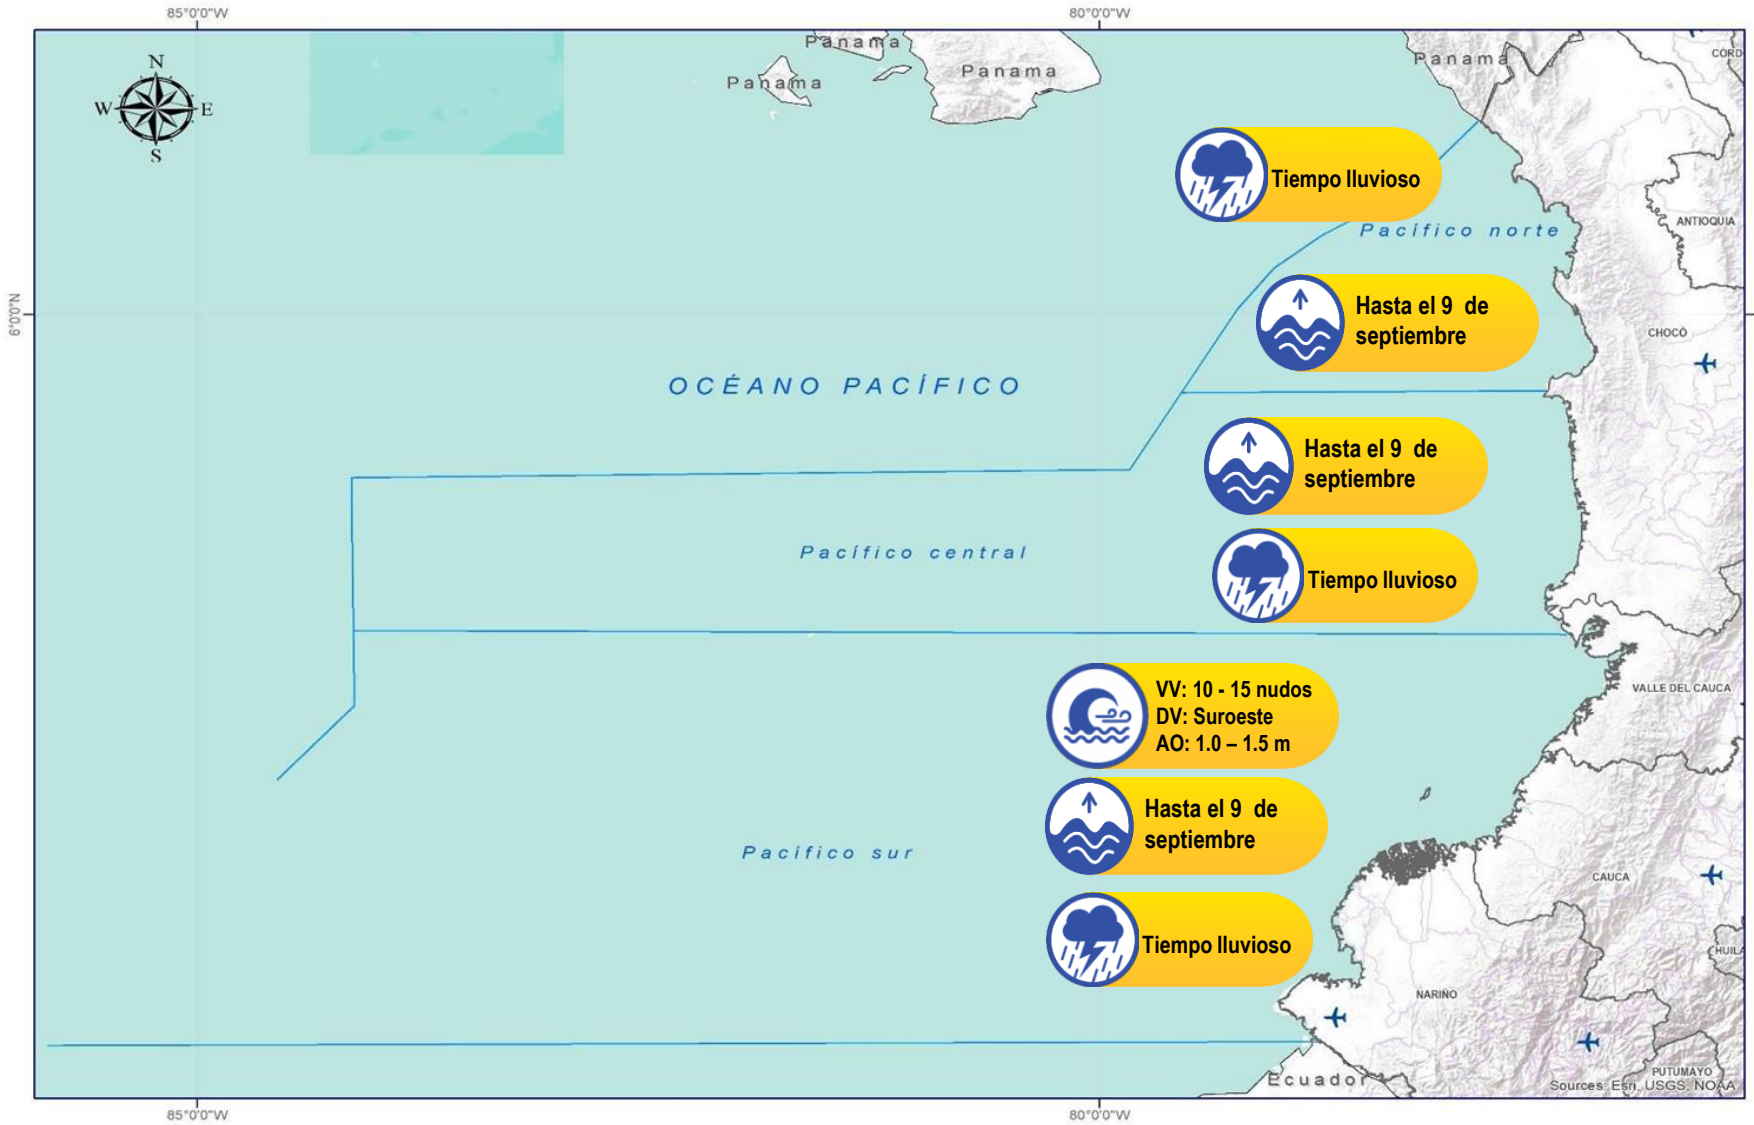 85°0'0"W
80°0'0"W
N
W
E
S
Panama
Panama
Panama
Panama
CORD
Tiempo lluvioso
ANTIOQUIA
Pacífico norte
6°0'0"N
Hasta el 9 de
septiembre
CHOCÓ
OCÉANO PACÍFICO
Hasta el 9 de
septiembre
Pacífico central
Tiempo lluvioso
VV: 10 - 15 nudos
DV: Suroeste
AO: 1.0 – 1.5 m
VALLE DEL CAUCA
Hasta el 9 de
septiembre
Pacífico sur
CAUCA
Tiempo lluvioso
HUILA
NARIÑO
Ecuador
PUTUMAYO
Sources: Esri, USGS, NOAA
85°0'0"W
80°0'0"W